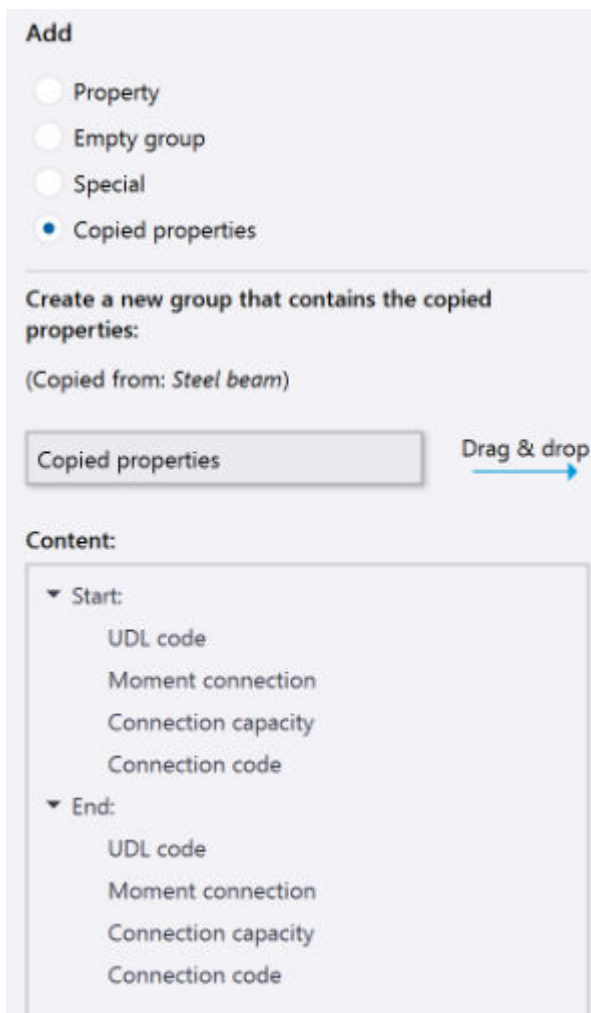 Add
Property
Empty group
Special
Copied properties
Create a new group that contains the copied
properties:
(Copied from: Steel beam)
Copied properties
Drag & drop
Content:
Start:
UDL code
Moment connection
Connection capacity
Connection code
End:
UDL code
Moment connection
Connection capacity
Connection code